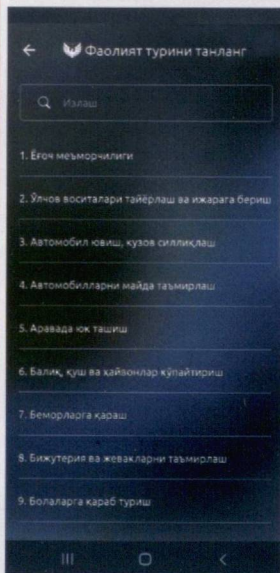 Фаолият турини танланг
Излаш
1. Ёғоч меъморчилиги
2. Ўлчов воситалари тайёрлаш ва ижарага бериш
3. Автомобил ювиш, кузов силлиқлаш
4. Автомобилларни майда таъмирлаш
5. Аравада юк ташиш
6. Балиқ, қуш ва ҳайвонлар кўпайтириш
7. Беморларга қараш
8. Бижутерия ва жевакларни таъмирлаш
9. Болаларга қараб туриш